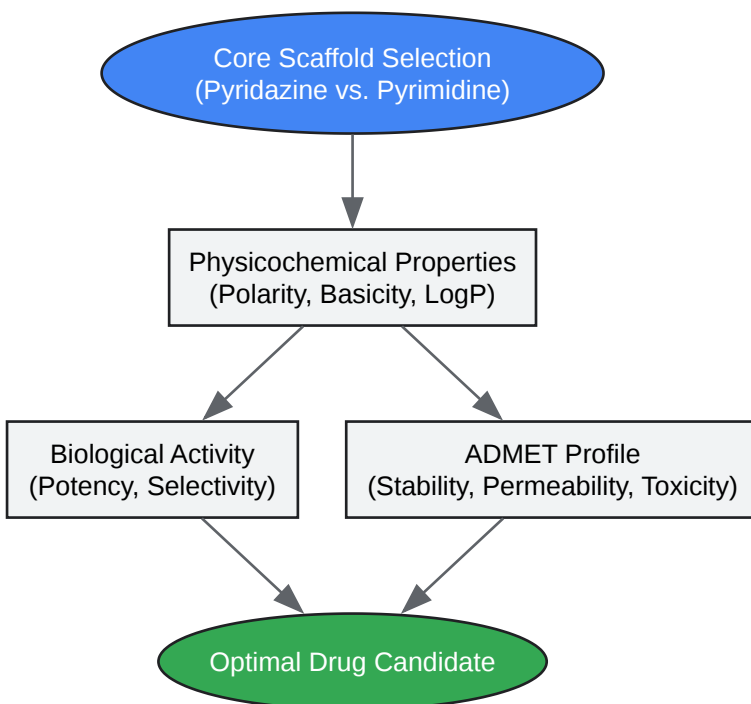 Core Scaffold Selection
(Pyridazine vs. Pyrimidine)
Physicochemical Properties
(Polarity, Basicity, LogP)
Biological Activity
(Potency, Selectivity)
ADMET Profile
(Stability, Permeability, Toxicity)
Optimal Drug Candidate